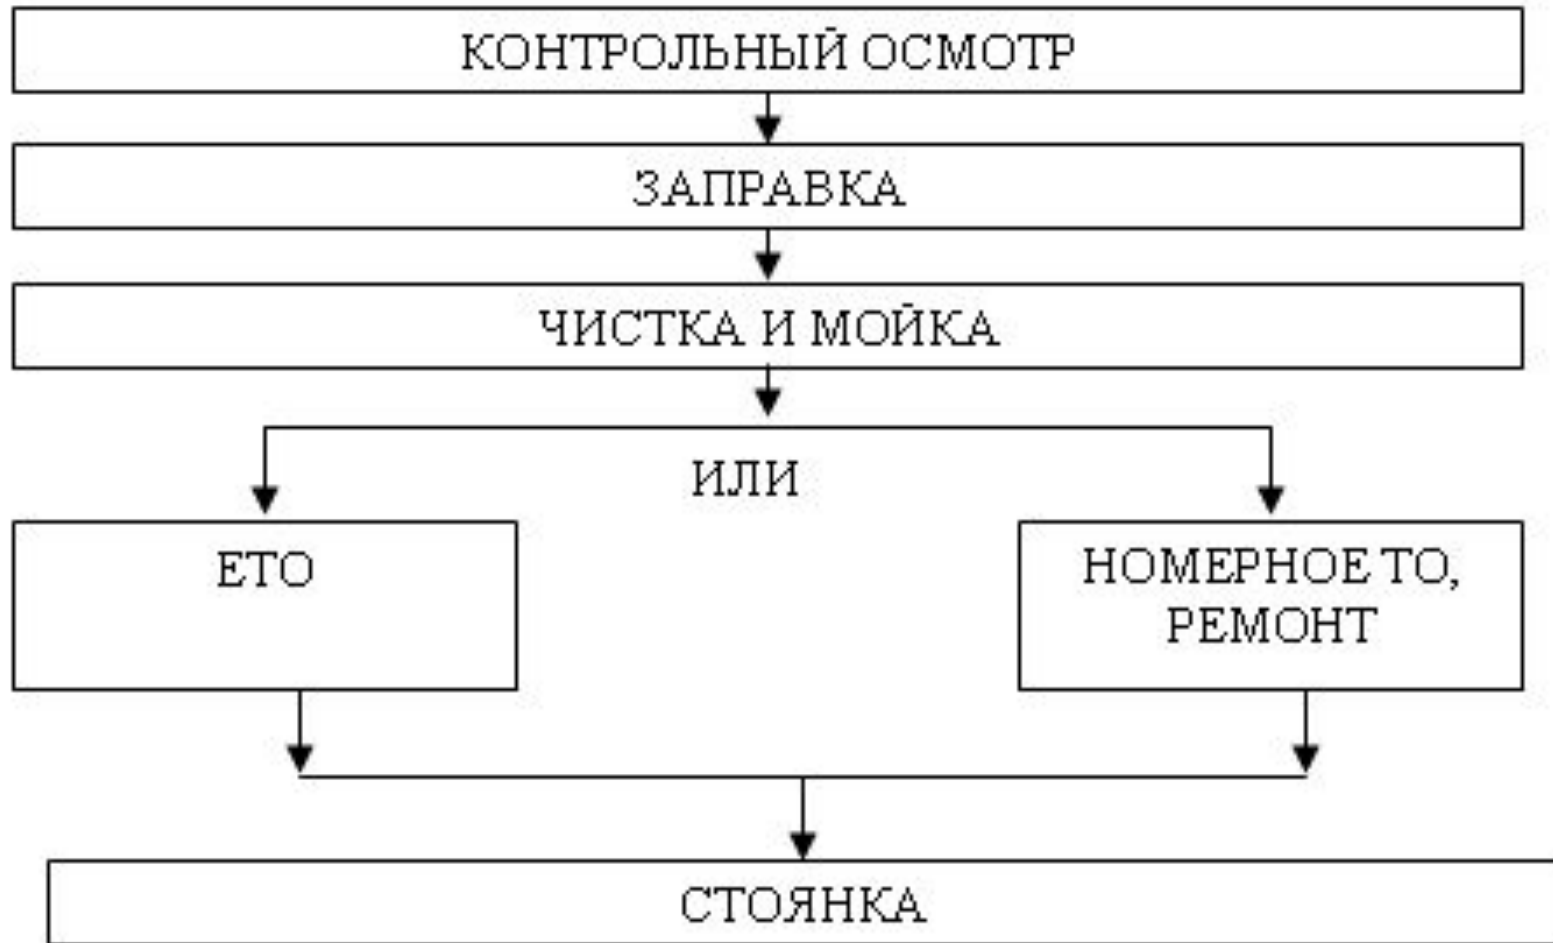 КОНТРОЛЬНЫЙ ОСМОТР
ЗАПРАВКА
ЧИСТКА И МОЙКА
ИЛИ
ЕТО
НОМЕРНОЕ ТО,
РЕМОНТ
СТОЯНКА